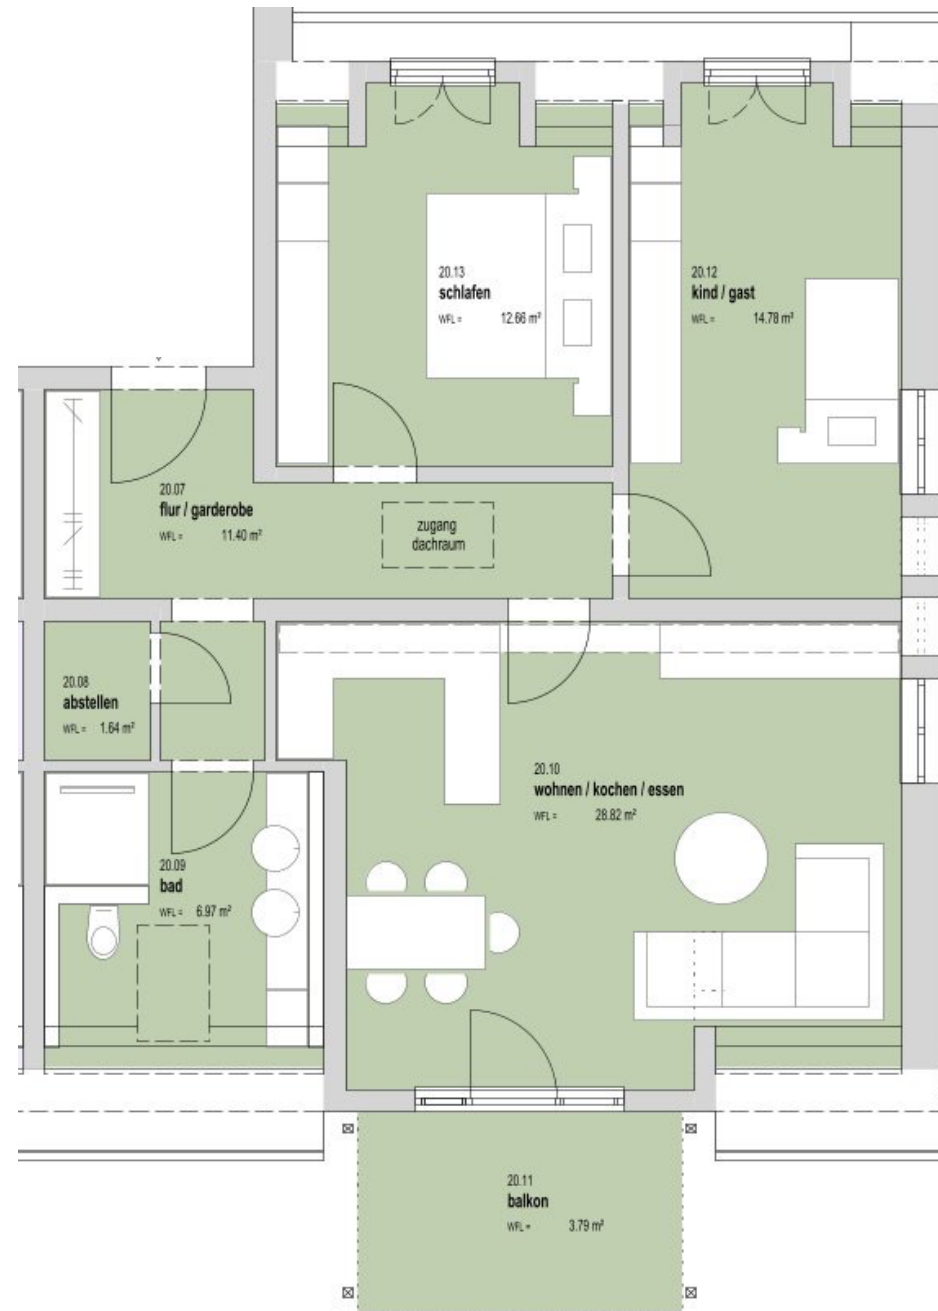 20.13
schlafen
WFL = 12.66 m²
20.12
kind / gast
WFL = 14.78 m²
20.07
flur / garderobe
WFL = 11.40 m²
zugang
dachraum
20.08
abstellen
WFL = 1.64 m²
20.10
wohnen / kochen / essen
WFL = 28.82 m²
20.09
bad
WFL = 6.97 m²
20.11
balkon
WFL = 3.79 m²